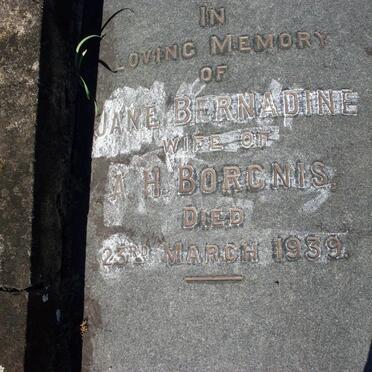 IN
LOVING MEMORY
OF
JANE BERNADINE
WIFE OF
A. H. BORGNIS.
DIED
23RD MARCH 1939.